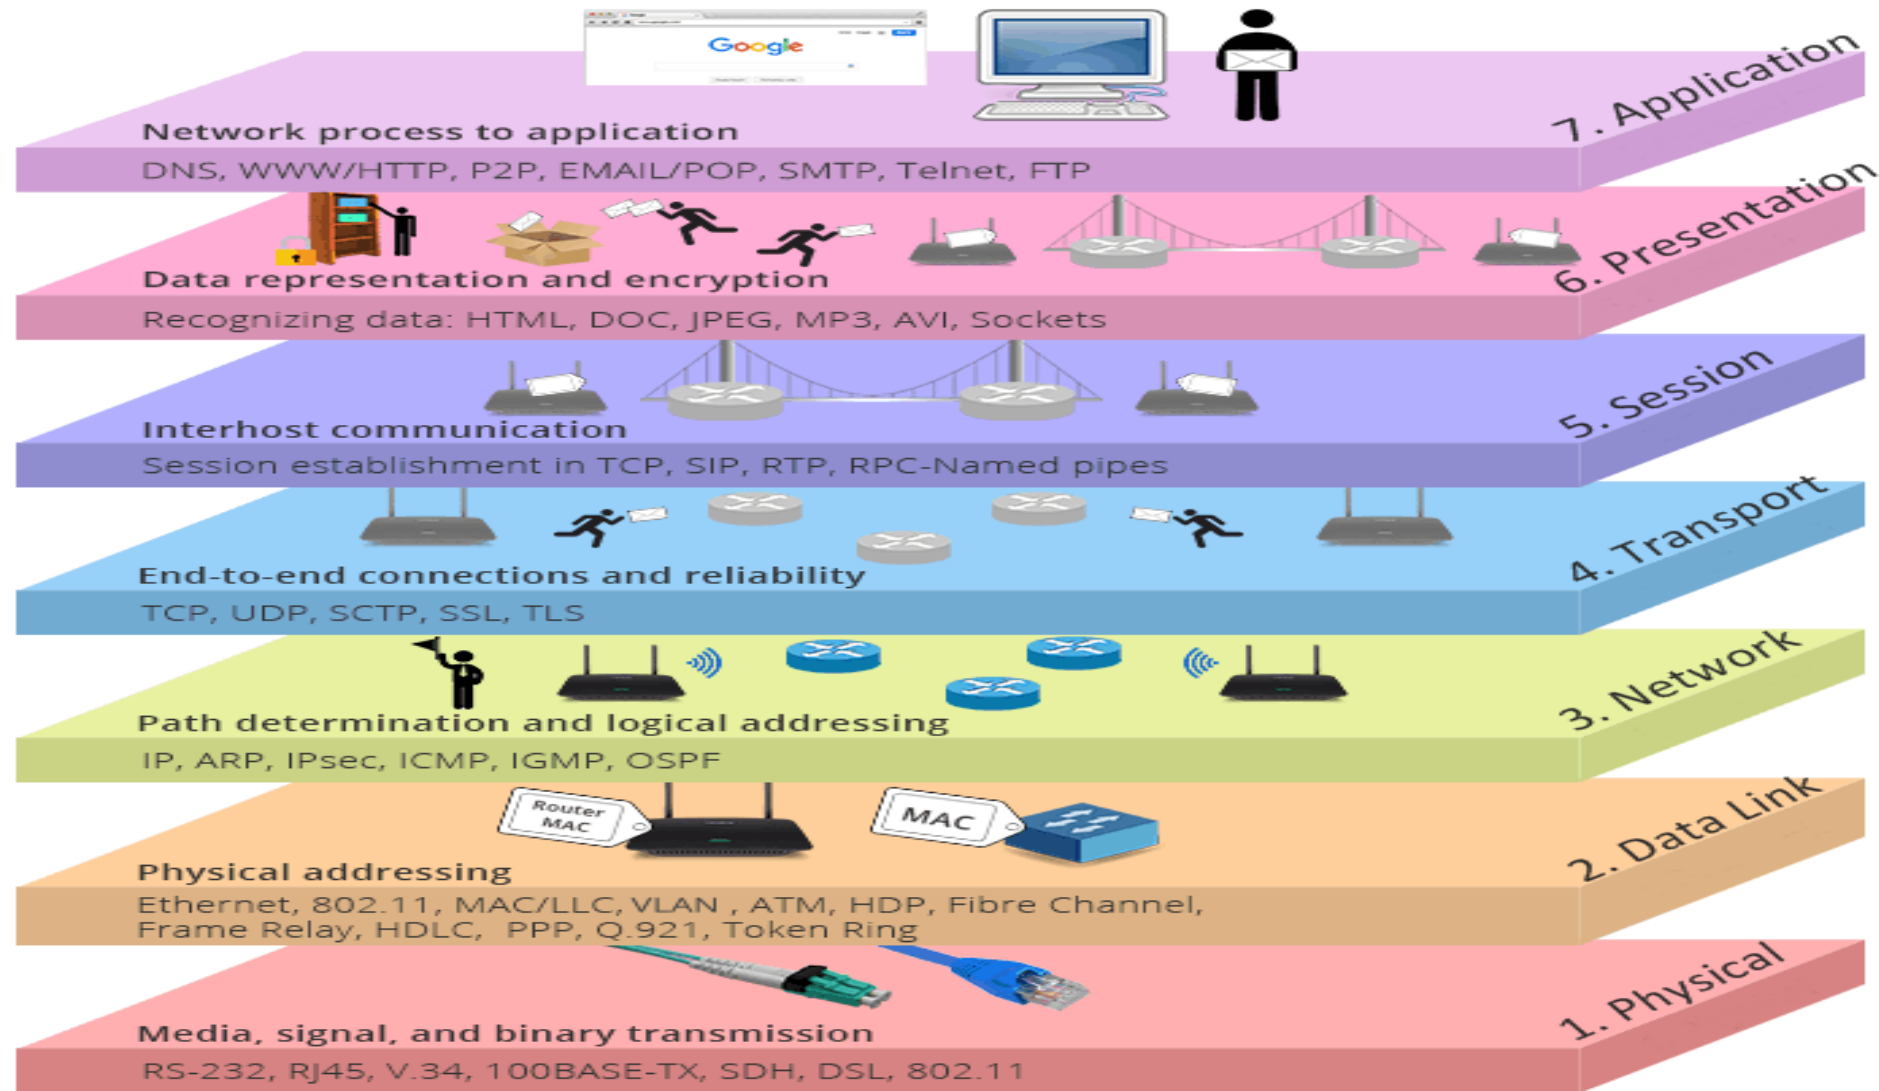 Google
7. Application
Network process to application
DNS, WWW/HTTP, P2P, EMAIL/POP, SMTP, Telnet, FTP
6. Presentation
Data representation and encryption
Recognizing data: HTML, DOC, JPEG, MP3, AVI, Sockets
5. Session
Interhost communication
Session establishment in TCP, SIP, RTP, RPC-Named pipes
4. Transport
End-to-end connections and reliability
TCP, UDP, SCTP, SSL, TLS
3. Network
Path determination and logical addressing
IP, ARP, IPsec, ICMP, IGMP, OSPF
2. Data Link
Router
MAC
MAC
Physical addressing
Ethernet, 802.11, MAC/LLC, VLAN , ATM, HDP, Fibre Channel,
Frame Relay, HDLC, PPP, Q.921, Token Ring
1. Physical
Media, signal, and binary transmission
RS-232, RJ45, V.34, 100BASE-TX, SDH, DSL, 802.11